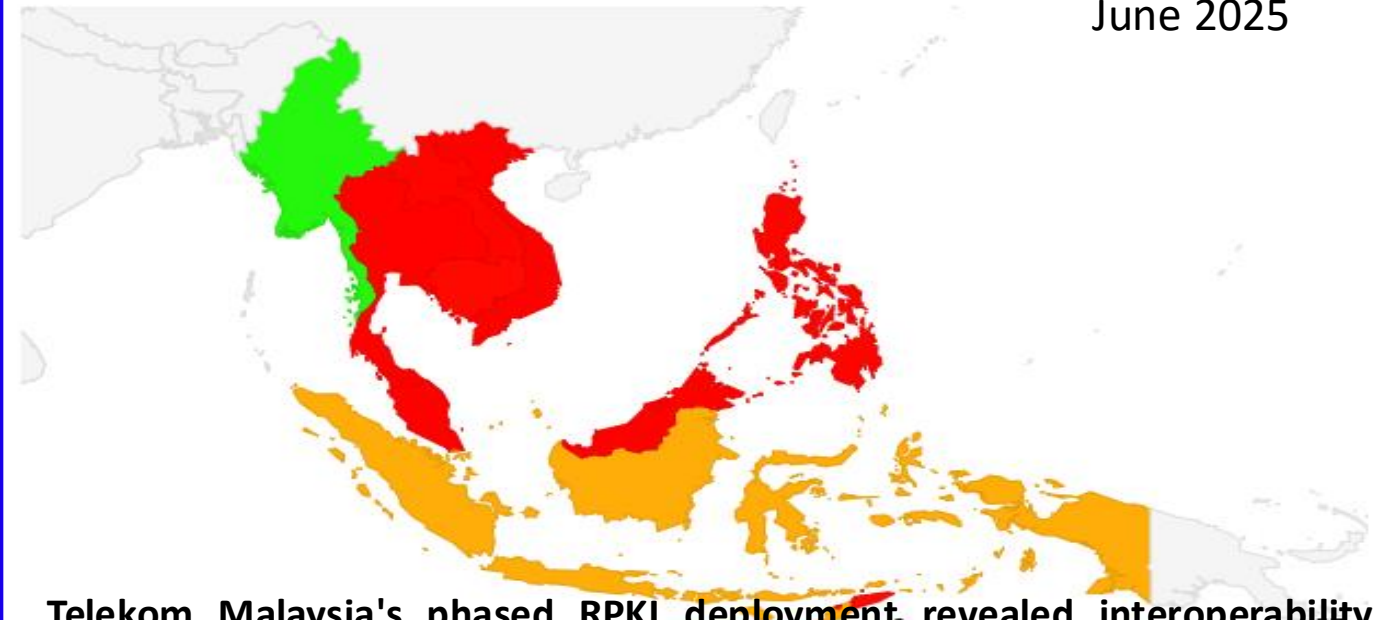 June 2025
Telekom Malaysia's phased RPKI deployment revealed interoperability